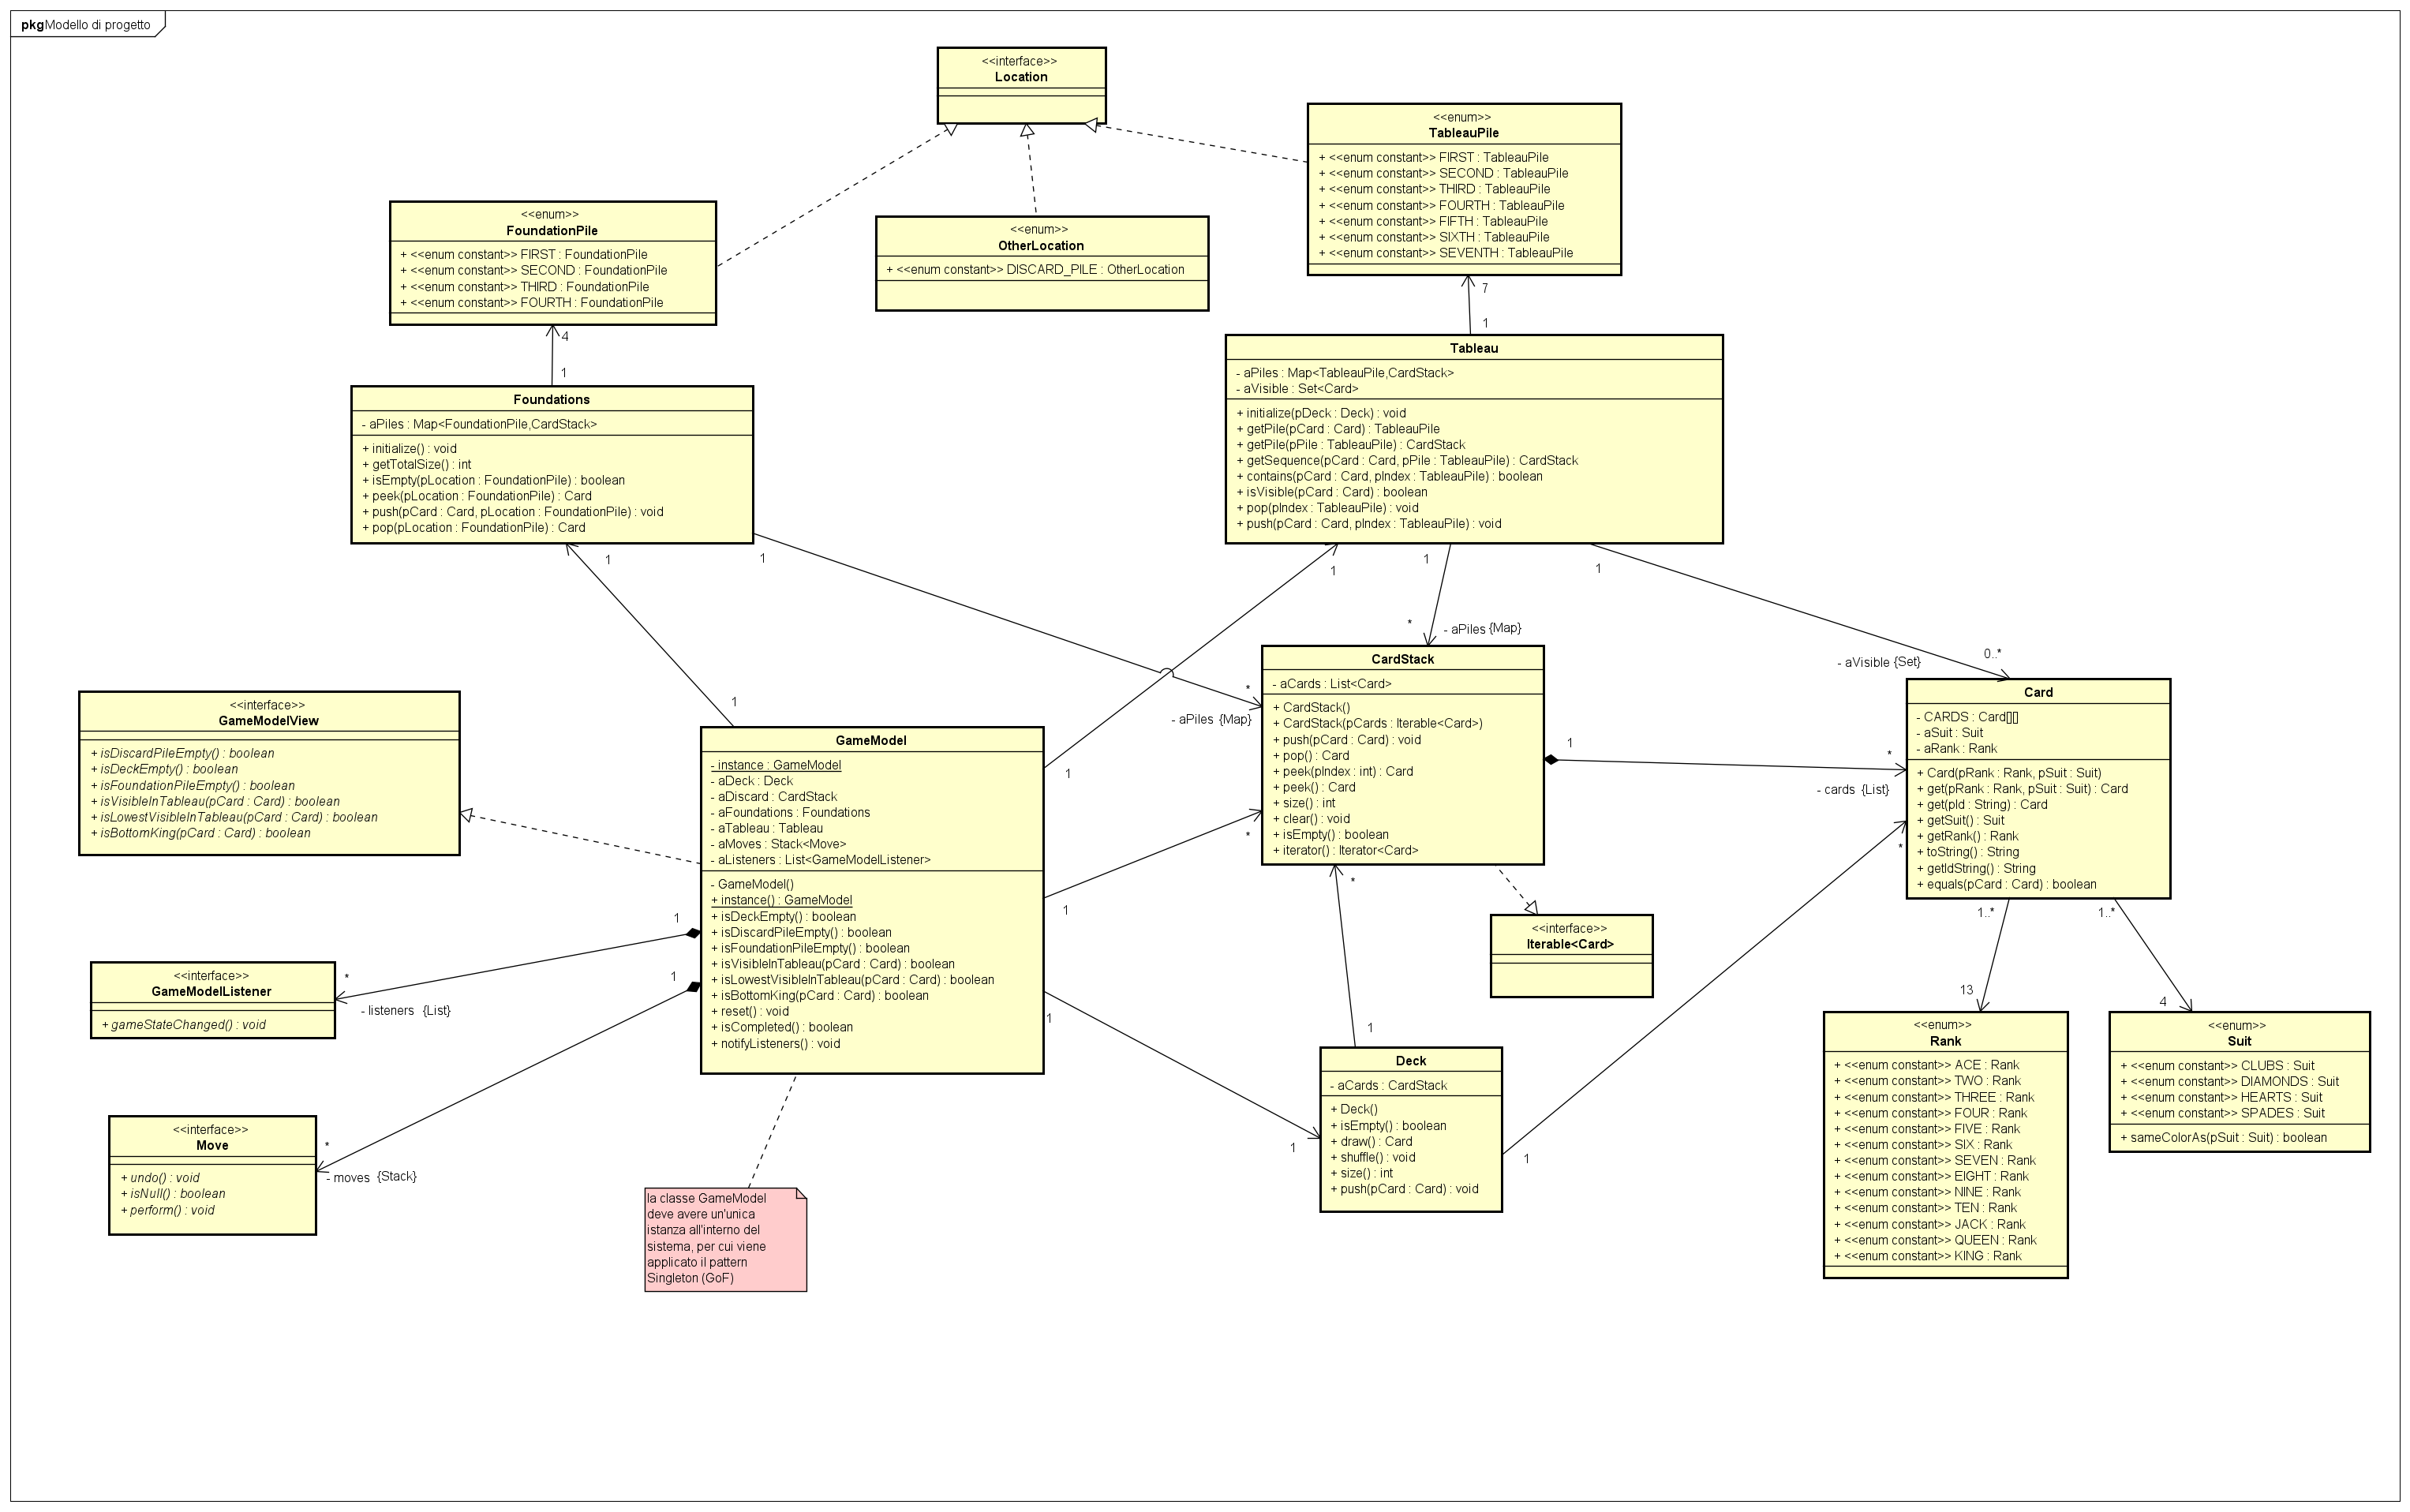 pkg Modello di progetto
<<interface>>
Location
<<enum>>
TableauPile
+ <<enum constant>> FIRST : TableauPile
+ <<enum constant>> SECOND : TableauPile
+ <<enum constant>> THIRD : TableauPile
+ <<enum constant>> FOURTH : TableauPile
+ <<enum constant>> FIFTH : TableauPile
+ <<enum constant>> SIXTH : TableauPile
+ <<enum constant>> SEVENTH : TableauPile
<<enum>>
FoundationPile
+ <<enum constant>> FIRST : FoundationPile
+ <<enum constant>> SECOND : FoundationPile
+ <<enum constant>> THIRD : FoundationPile
+ <<enum constant>> FOURTH : FoundationPile
<<enum>>
OtherLocation
+ <<enum constant>> DISCARD_PILE : OtherLocation
7
1
4
1
Tableau
- aPiles : Map<TableauPile,CardStack>
- aVisible : Set<Card>
+ initialize(pDeck : Deck) : void
+ getPile(pCard : Card) : TableauPile
+ getPile(pPile : TableauPile) : CardStack
+ getSequence(pCard : Card, pPile : TableauPile) : CardStack
+ contains(pCard : Card, pIndex : TableauPile) : boolean
+ isVisible(pCard : Card) : boolean
+ pop(pIndex : TableauPile) : void
+ push(pCard : Card, pIndex : TableauPile) : void
Foundations
- aPiles : Map<FoundationPile,CardStack>
+ initialize() : void
+ getTotalSize() : int
+ isEmpty(pLocation : FoundationPile) : boolean
+ peek(pLocation : FoundationPile) : Card
+ push(pCard : Card, pLocation : FoundationPile) : void
+ pop(pLocation : FoundationPile) : Card
1
1
1
1
1
*
- aPiles {Map}
0..*
- aVisible {Set}
*
- aPiles {Map}
1
<<interface>>
GameModelView
+ isDiscardPileEmpty() : boolean
+ isDeckEmpty() : boolean
+ isFoundationPileEmpty() : boolean
+ isVisibleInTableau(pCard : Card) : boolean
+ isLowestVisibleInTableau(pCard : Card) : boolean
+ isBottomKing(pCard : Card) : boolean
GameModel
- instance : GameModel
- aDeck : Deck
- aDiscard : CardStack
- aFoundations : Foundations
- aTableau : Tableau
- aMoves : Stack<Move>
- aListeners : List<GameModelListener>
- GameModel()
+ instance() : GameModel
+ isDeckEmpty() : boolean
+ isDiscardPileEmpty() : boolean
+ isFoundationPileEmpty() : boolean
+ isVisibleInTableau(pCard : Card) : boolean
+ isLowestVisibleInTableau(pCard : Card) : boolean
+ isBottomKing(pCard : Card) : boolean
+ reset() : void
+ isCompleted() : boolean
+ notifyListeners() : void
CardStack
- aCards : List<Card>
+ CardStack()
+ CardStack(pCards : Iterable<Card>)
+ push(pCard : Card) : void
+ pop() : Card
+ peek(pIndex : int) : Card
+ peek() : Card
+ size() : int
+ clear() : void
+ isEmpty() : boolean
+ iterator() : Iterator<Card>
Card
- CARDS : Card[][]
- aSuit : Suit
- aRank : Rank
+ Card(pRank : Rank, pSuit : Suit)
+ get(pRank : Rank, pSuit : Suit) : Card
+ get(pId : String) : Card
+ getSuit() : Suit
+ getRank() : Rank
+ toString() : String
+ getIdString() : String
+ equals(pCard : Card) : boolean
1
*
- cards {List}
*
1
*
1
1
1
1
*
1
1
*
1
<<interface>>
Iterable<Card>
<<interface>>
GameModelListener
+ gameStateChanged() : void
*
- listeners {List}
<<interface>>
Move
+ undo() : void
+ isNull() : boolean
+ perform() : void
*
- moves {Stack}
la classe GameModel
deve avere un'unica
istanza all'interno del
sistema, per cui viene
applicato il pattern
Singleton (GoF)
Deck
- aCards : CardStack
+ Deck()
+ isEmpty() : boolean
+ draw() : Card
+ shuffle() : void
+ size() : int
+ push(pCard : Card) : void
1..*
1..*
13
4
<<enum>>
Rank
+ <<enum constant>> ACE : Rank
+ <<enum constant>> TWO : Rank
+ <<enum constant>> THREE : Rank
+ <<enum constant>> FOUR : Rank
+ <<enum constant>> FIVE : Rank
+ <<enum constant>> SIX : Rank
+ <<enum constant>> SEVEN : Rank
+ <<enum constant>> EIGHT : Rank
+ <<enum constant>> NINE : Rank
+ <<enum constant>> TEN : Rank
+ <<enum constant>> JACK : Rank
+ <<enum constant>> QUEEN : Rank
+ <<enum constant>> KING : Rank
<<enum>>
Suit
+ <<enum constant>> CLUBS : Suit
+ <<enum constant>> DIAMONDS : Suit
+ <<enum constant>> HEARTS : Suit
+ <<enum constant>> SPADES : Suit
+ sameColorAs(pSuit : Suit) : boolean